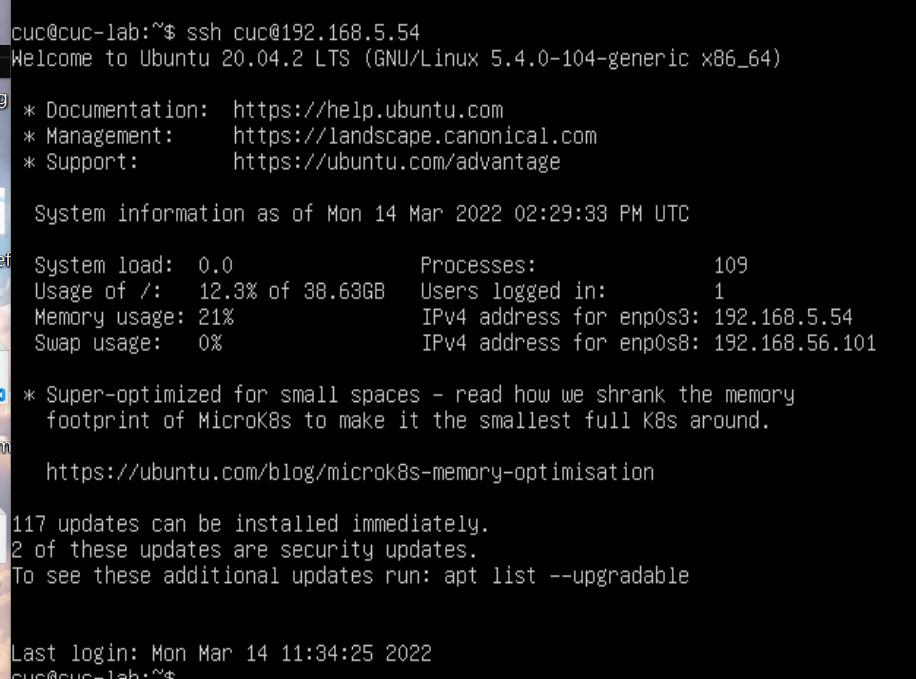 cuc@cuc-lab:~$ ssh cuc@192.168.5.54
Welcome to Ubuntu 20.04.2 LTS (GNU/Linux 5.4.0-104-generic x86_64)
* Documentation:  https://help.ubuntu.com
* Management:     https://landscape.canonical.com
* Support:        https://ubuntu.com/advantage
System information as of Mon 14 Mar 2022 02:29:33 PM UTC
System load:  0.0                Processes:               109
Usage of /:   12.3% of 38.63GB   Users logged in:         1
Memory usage: 21%                IPv4 address for enp0s3: 192.168.5.54
Swap usage:   0%                 IPv4 address for enp0s8: 192.168.56.101
* Super-optimized for small spaces - read how we shrank the memory
footprint of MicroK8s to make it the smallest full K8s around.
https://ubuntu.com/blog/microk8s-memory-optimisation
117 updates can be installed immediately.
2 of these updates are security updates.
To see these additional updates run: apt list --upgradable
Last login: Mon Mar 14 11:34:25 2022
cuc@cuc-lab:~$